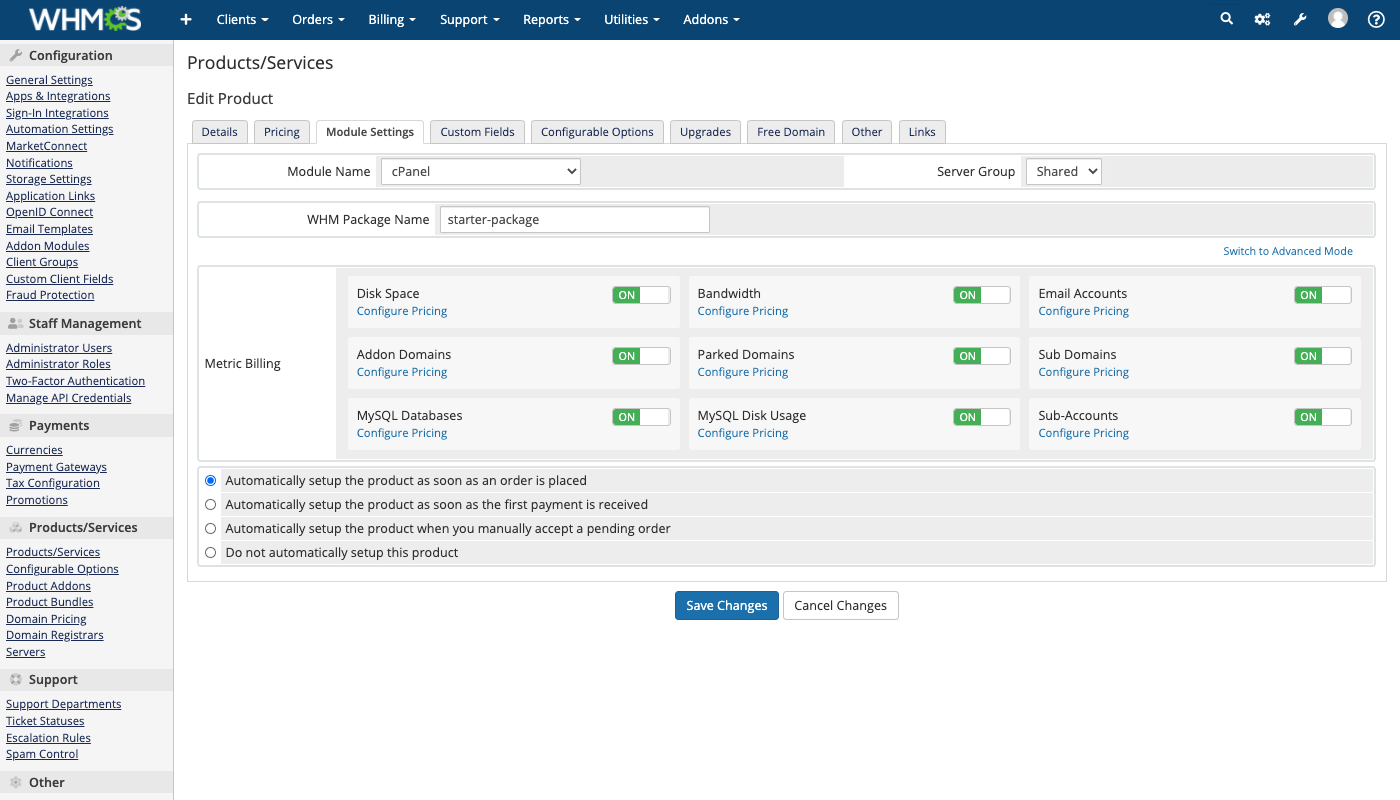 WHMCS
+ Clients Orders Billing Support Reports Utilities Addons
Configuration
General Settings
Apps & Integrations
Sign-In Integrations
Automation Settings
MarketConnect
Notifications
Storage Settings
Application Links
OpenID Connect
Email Templates
Addon Modules
Client Groups
Custom Client Fields
Fraud Protection
Staff Management
Administrator Users
Administrator Roles
Two-Factor Authentication
Manage API Credentials
Payments
Currencies
Payment Gateways
Tax Configuration
Promotions
Products/Services
Products/Services
Configurable Options
Product Addons
Product Bundles
Domain Pricing
Domain Registrars
Servers
Support
Support Departments
Ticket Statuses
Escalation Rules
Spam Control
Other
Products/Services
Edit Product
Details Pricing Module Settings Custom Fields Configurable Options Upgrades Free Domain Other Links
Module Name cPanel Server Group Shared
WHM Package Name starter-package
Switch to Advanced Mode
Metric Billing
Disk Space ON Bandwidth ON Email Accounts ON
Configure Pricing Configure Pricing Configure Pricing
Addon Domains ON Parked Domains ON Sub Domains ON
Configure Pricing Configure Pricing Configure Pricing
MySQL Databases ON MySQL Disk Usage ON Sub-Accounts ON
Configure Pricing Configure Pricing Configure Pricing
Automatically setup the product as soon as an order is placed
Automatically setup the product as soon as the first payment is received
Automatically setup the product when you manually accept a pending order
Do not automatically setup this product
Save Changes Cancel Changes